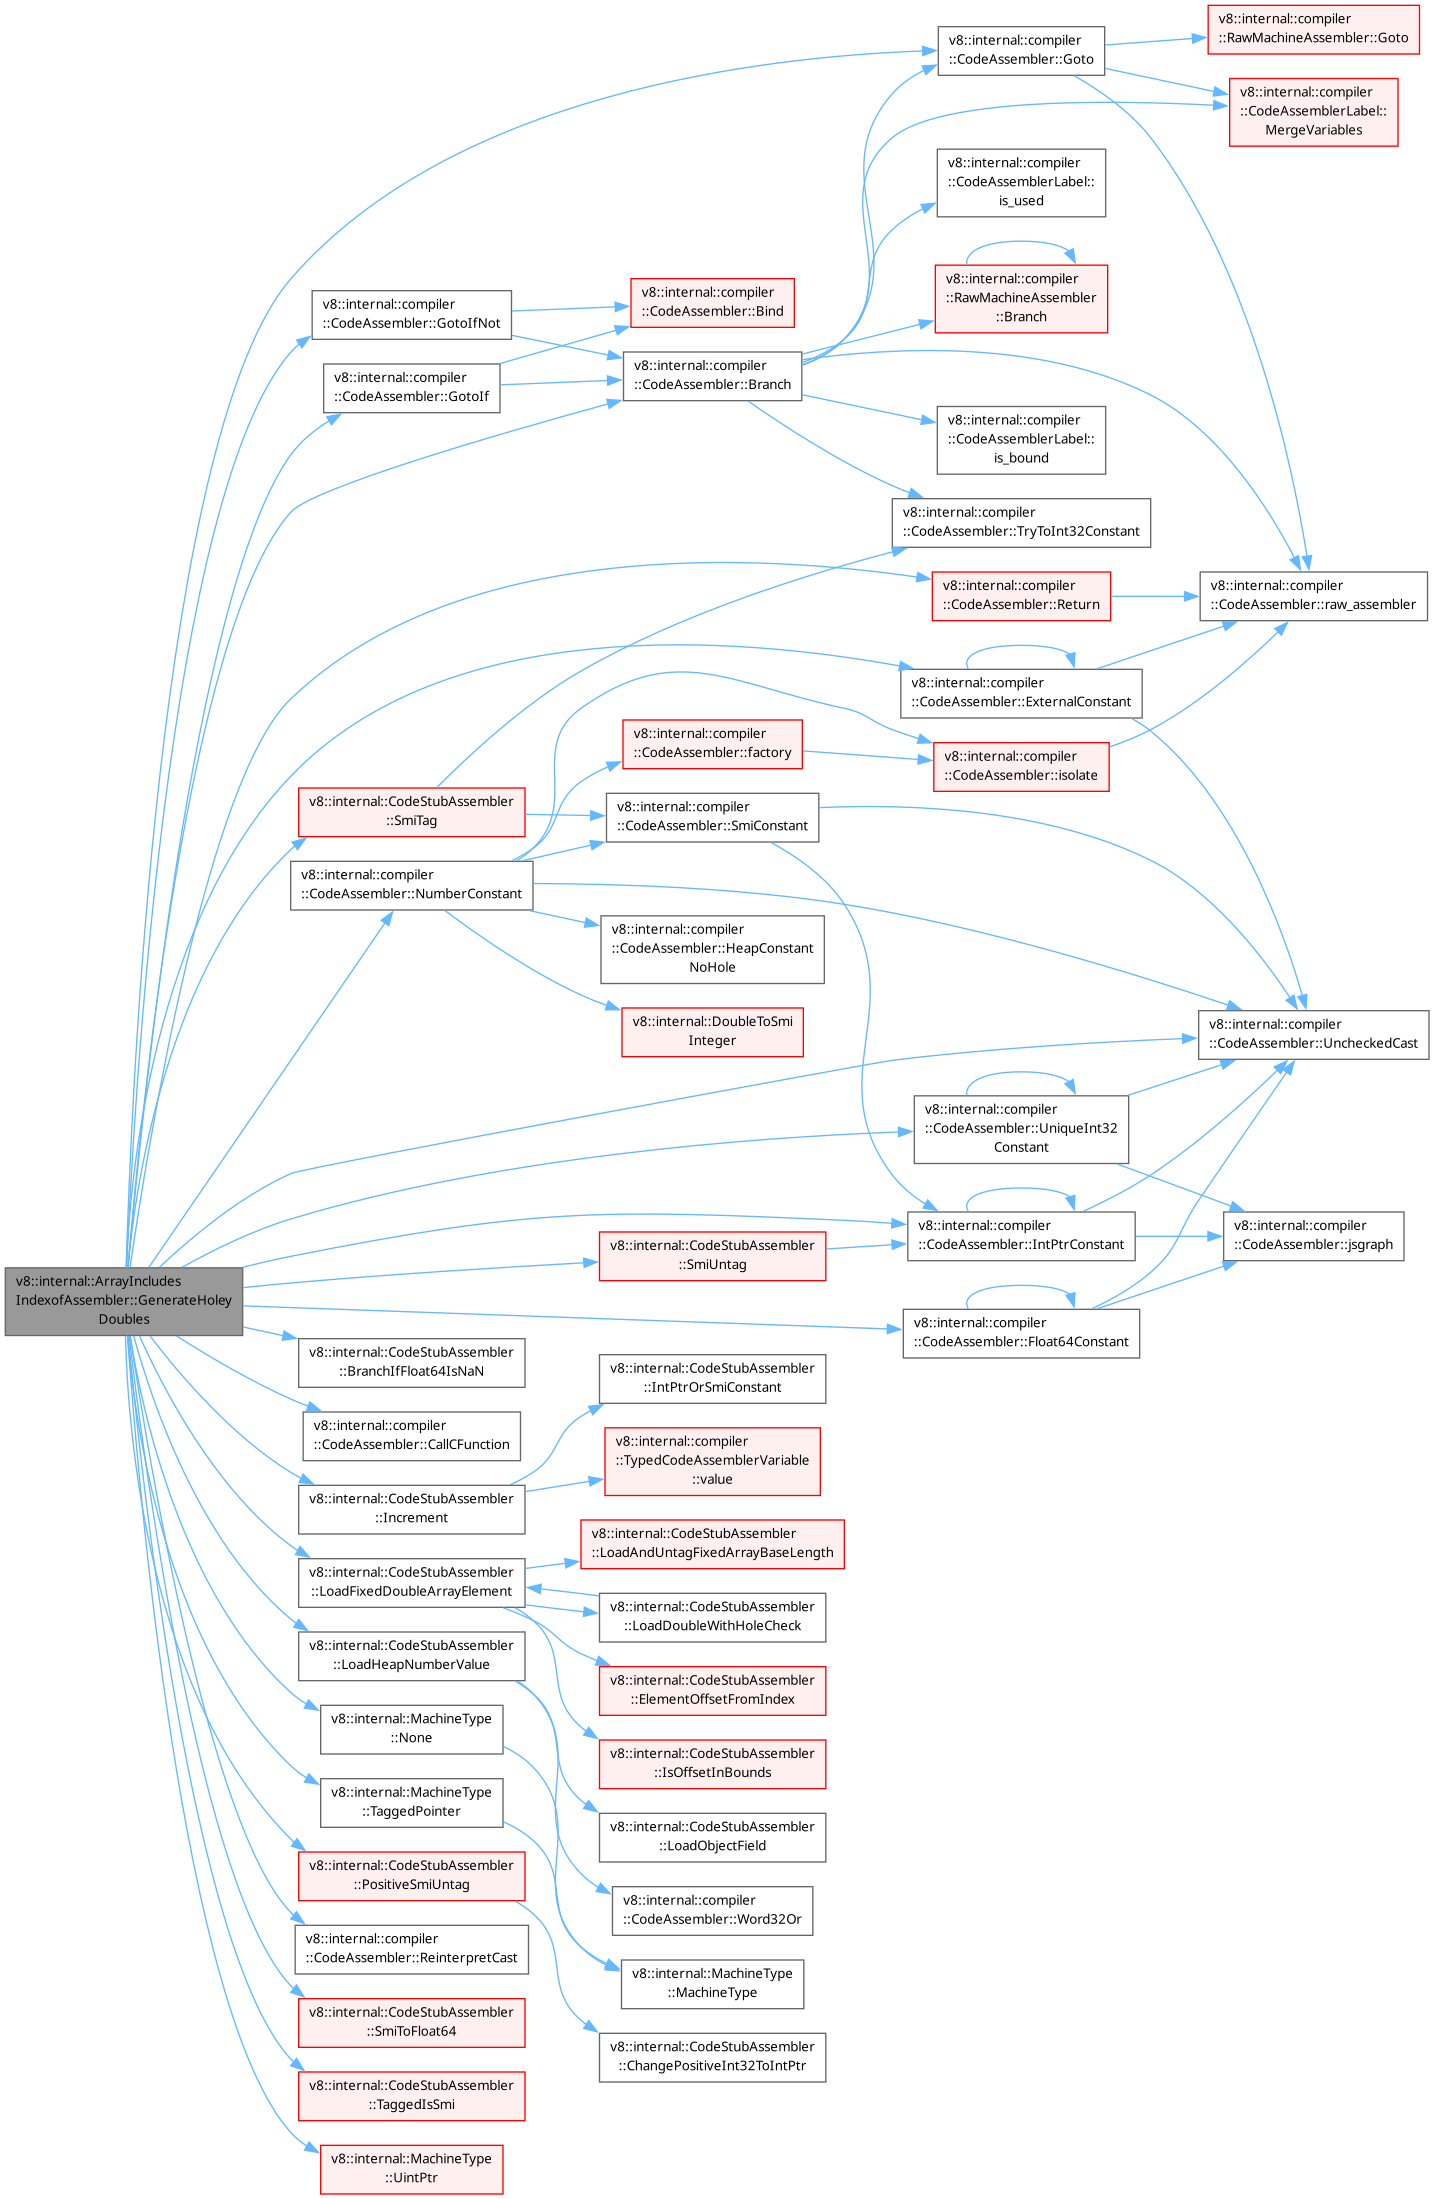 v8::internal::compiler
::CodeAssembler::Goto
v8::internal::compiler
::RawMachineAssembler::Goto
v8::internal::compiler
::CodeAssemblerLabel::
MergeVariables
v8::internal::compiler
::CodeAssemblerLabel::
is_used
v8::internal::compiler
::RawMachineAssembler
::Branch
v8::internal::compiler
::CodeAssembler::GotoIfNot
v8::internal::compiler
::CodeAssembler::Bind
v8::internal::compiler
::CodeAssembler::GotoIf
v8::internal::compiler
::CodeAssembler::Branch
v8::internal::compiler
::CodeAssemblerLabel::
is_bound
v8::internal::compiler
::CodeAssembler::TryToInt32Constant
v8::internal::compiler
::CodeAssembler::Return
v8::internal::compiler
::CodeAssembler::raw_assembler
v8::internal::compiler
::CodeAssembler::ExternalConstant
v8::internal::compiler
::CodeAssembler::factory
v8::internal::compiler
::CodeAssembler::isolate
v8::internal::CodeStubAssembler
::SmiTag
v8::internal::compiler
::CodeAssembler::SmiConstant
v8::internal::compiler
::CodeAssembler::NumberConstant
v8::internal::compiler
::CodeAssembler::HeapConstant
NoHole
v8::internal::DoubleToSmi
Integer
v8::internal::compiler
::CodeAssembler::UncheckedCast
v8::internal::compiler
::CodeAssembler::UniqueInt32
Constant
v8::internal::compiler
::CodeAssembler::IntPtrConstant
v8::internal::compiler
::CodeAssembler::jsgraph
v8::internal::CodeStubAssembler
::SmiUntag
v8::internal::ArrayIncludes
IndexofAssembler::GenerateHoley
Doubles
v8::internal::compiler
::CodeAssembler::Float64Constant
v8::internal::CodeStubAssembler
::BranchIfFloat64IsNaN
v8::internal::CodeStubAssembler
::IntPtrOrSmiConstant
v8::internal::compiler
::CodeAssembler::CallCFunction
v8::internal::compiler
::TypedCodeAssemblerVariable
::value
v8::internal::CodeStubAssembler
::Increment
v8::internal::CodeStubAssembler
::LoadAndUntagFixedArrayBaseLength
v8::internal::CodeStubAssembler
::LoadFixedDoubleArrayElement
v8::internal::CodeStubAssembler
::LoadDoubleWithHoleCheck
v8::internal::CodeStubAssembler
::LoadHeapNumberValue
v8::internal::CodeStubAssembler
::ElementOffsetFromIndex
v8::internal::MachineType
::None
v8::internal::CodeStubAssembler
::IsOffsetInBounds
v8::internal::MachineType
::TaggedPointer
v8::internal::CodeStubAssembler
::LoadObjectField
v8::internal::CodeStubAssembler
::PositiveSmiUntag
v8::internal::compiler
::CodeAssembler::Word32Or
v8::internal::compiler
::CodeAssembler::ReinterpretCast
v8::internal::MachineType
::MachineType
v8::internal::CodeStubAssembler
::SmiToFloat64
v8::internal::CodeStubAssembler
::ChangePositiveInt32ToIntPtr
v8::internal::CodeStubAssembler
::TaggedIsSmi
v8::internal::MachineType
::UintPtr